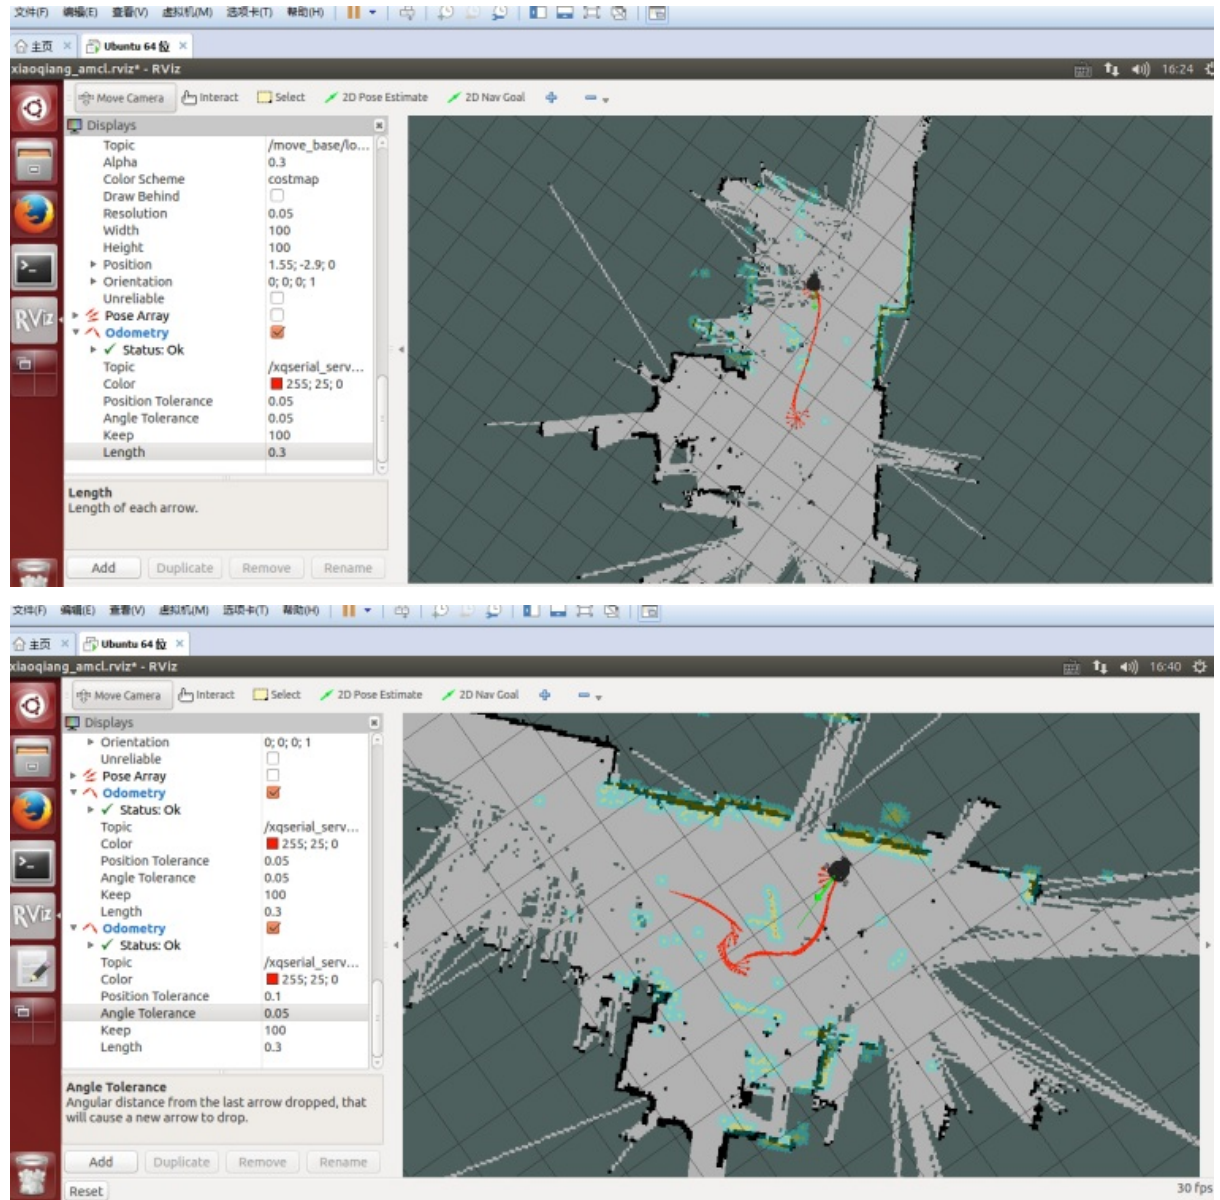 文件(F) 编辑(E) 查看(V) 虚拟机(M) 选项卡(T) 帮助(H)
主页 × Ubuntu 64 位 ×
xiaoqiang_amcl.rviz* - RViz 16:24
Move Camera Interact Select 2D Pose Estimate 2D Nav Goal
Displays
Topic /move_base/lo...
Alpha 0.3
Color Scheme costmap
Draw Behind
Resolution 0.05
Width 100
Height 100
Position 1.55; -2.9; 0
Orientation 0; 0; 0; 1
Unreliable
RViz
Pose Array
Odometry
Status: Ok
Topic /xqserial_serv...
Color 255; 25; 0
Position Tolerance 0.05
Angle Tolerance 0.05
Keep 100
Length 0.3
Length
Length of each arrow.
Add Duplicate Remove Rename
文件(F) 编辑(E) 查看(V) 虚拟机(M) 选项卡(T) 帮助(H)
主页 × Ubuntu 64 位 ×
xiaoqiang_amcl.rviz* - RViz 16:40
Move Camera Interact Select 2D Pose Estimate 2D Nav Goal
Displays
Orientation 0; 0; 0; 1
Unreliable
Pose Array
Odometry
Status: Ok
Topic /xqserial_serv...
Color 255; 25; 0
Position Tolerance 0.05
Angle Tolerance 0.05
Keep 100
Length 0.3
RViz
Odometry
Status: Ok
Topic /xqserial_serv...
Color 255; 25; 0
Position Tolerance 0.1
Angle Tolerance 0.05
Keep 100
Length 0.3
Angle Tolerance
Angular distance from the last arrow dropped, that
will cause a new arrow to drop.
Add Duplicate Remove Rename
Reset 30 fps